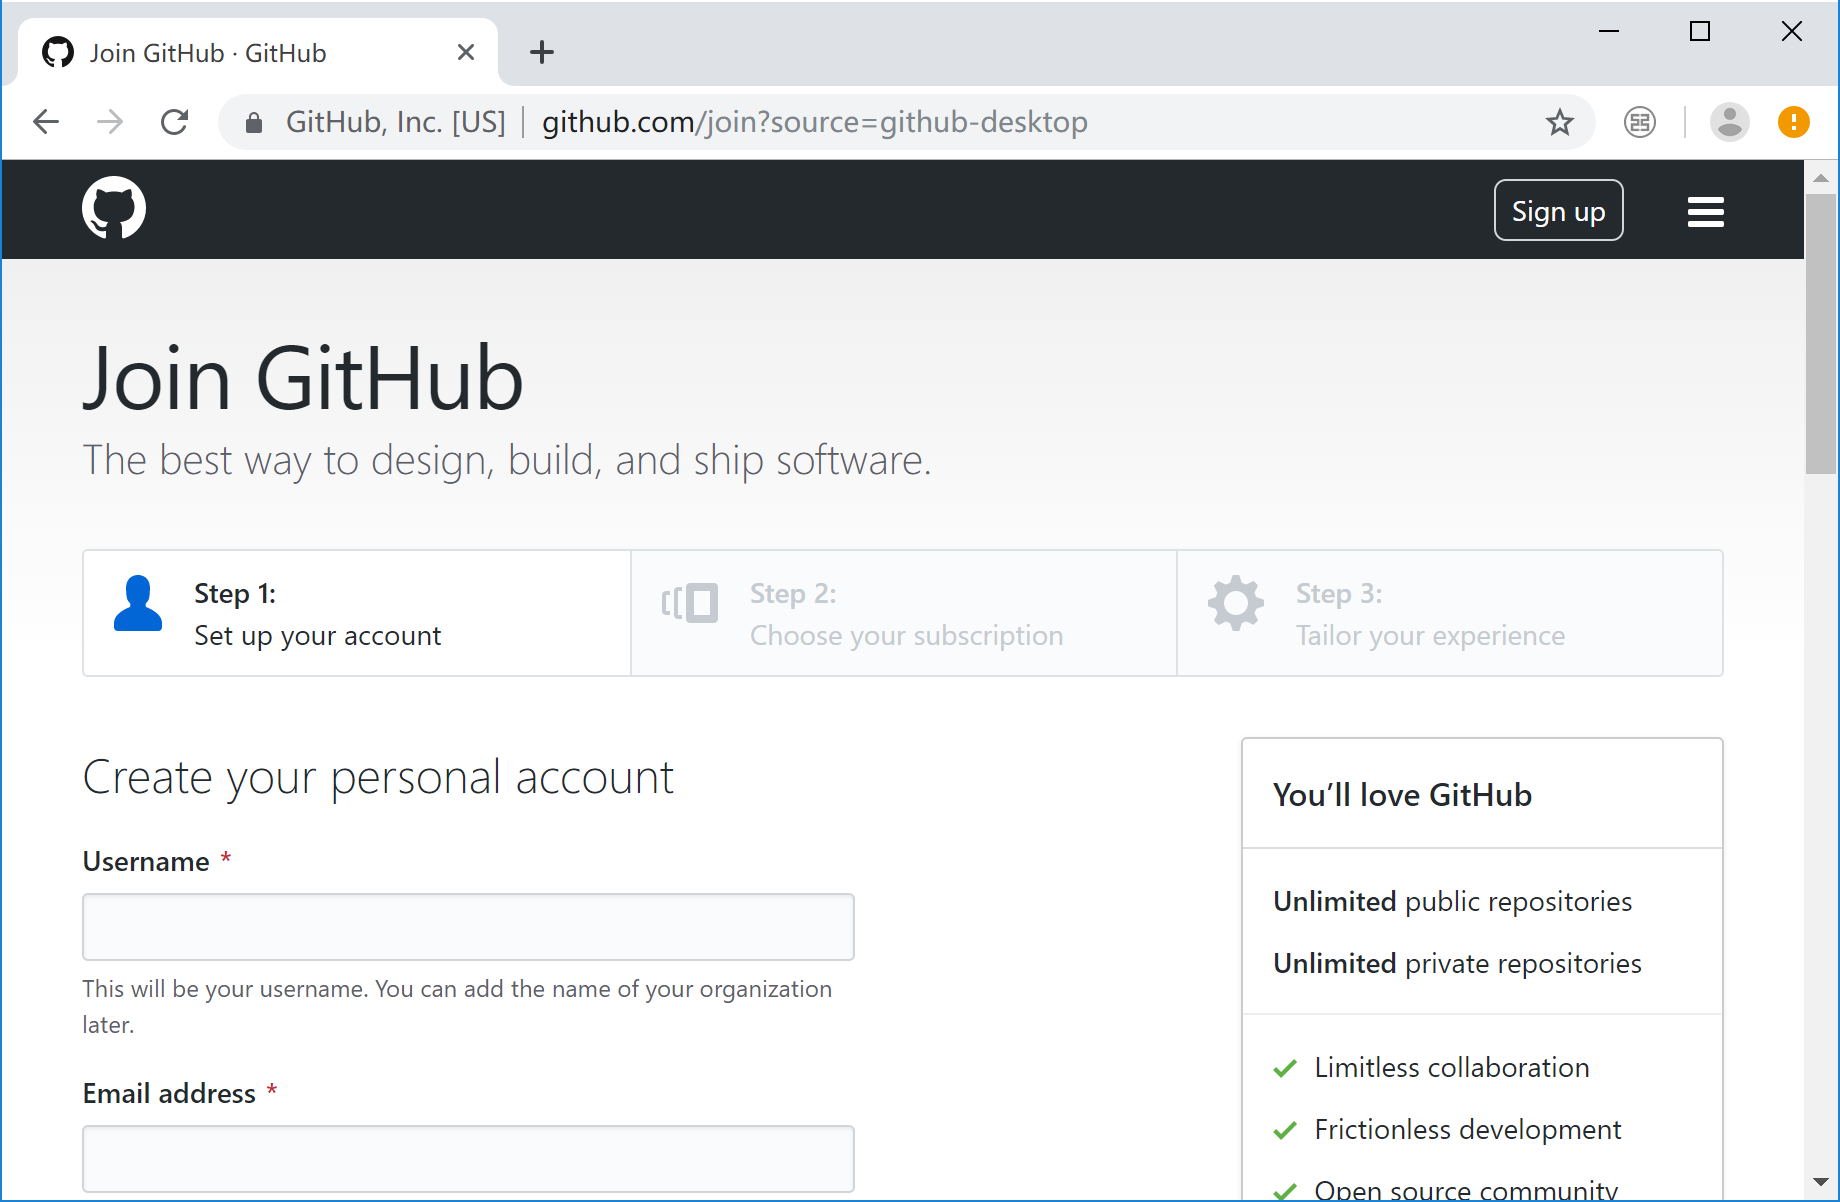 Join GitHub · GitHub
GitHub, Inc. [US] github.com/join?source=github-desktop
Sign up
Join GitHub
The best way to design, build, and ship software.
Step 1:
Set up your account
Step 2:
Choose your subscription
Step 3:
Tailor your experience
Create your personal account
Username *
This will be your username. You can add the name of your organization
later.
Email address *
You’ll love GitHub
Unlimited public repositories
Unlimited private repositories
Limitless collaboration
Frictionless development
Open source community